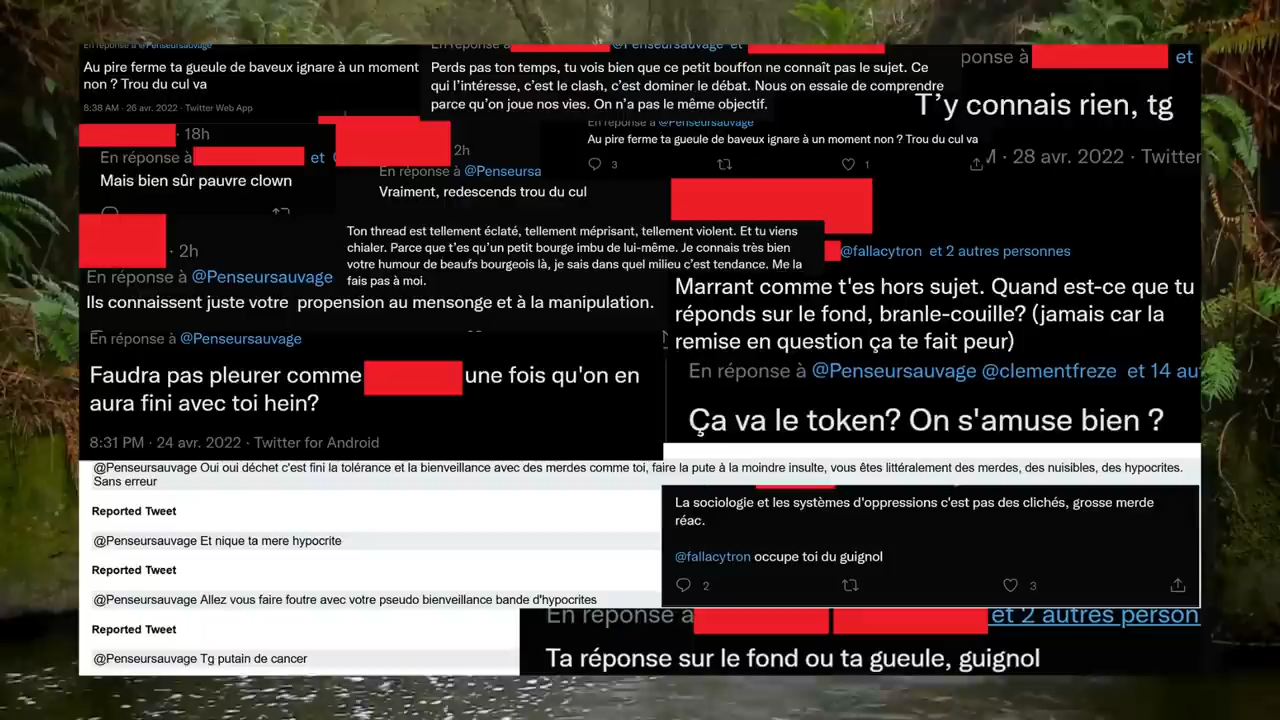 En réponse à @Penseursauvage
Au pire ferme ta gueule de baveux ignare à un moment
non ? Trou du cul va
8:38 AM · 26 avr. 2022 · Twitter Web App
En réponse à @Penseursauvage et
Perds pas ton temps, tu vois bien que ce petit bouffon ne connaît pas le sujet. Ce
qui l'intéresse, c'est le clash, c'est dominer le débat. Nous on essaie de comprendre
parce qu'on joue nos vies. On n'a pas le même objectif.
ponse à et
T'y connais rien, tg
M · 28 avr. 2022 · Twitter
En réponse à @Penseursauvage
Au pire ferme ta gueule de baveux ignare à un moment non ? Trou du cul va
3 1
· 18h
En réponse à et
Mais bien sûr pauvre clown
2h
En réponse à @Penseursa
Vraiment, redescends trou du cul
Ton thread est tellement éclaté, tellement méprisant, tellement violent. Et tu viens
chialer. Parce que t'es qu'un petit bourge imbu de lui-même. Je connais très bien
votre humour de beaufs bourgeois là, je sais dans quel milieu c'est tendance. Me la
fais pas à moi.
· 2h
En réponse à @Penseursauvage
Ils connaissent juste votre propension au mensonge et à la manipulation.
@fallacytron et 2 autres personnes
Marrant comme t'es hors sujet. Quand est-ce que tu
réponds sur le fond, branle-couille? (jamais car la
remise en question ça te fait peur)
En réponse à @Penseursauvage
Faudra pas pleurer comme une fois qu'on en
aura fini avec toi hein?
8:31 PM · 24 avr. 2022 · Twitter for Android
En réponse à @Penseursauvage @clementfreze et 14 au
Ça va le token? On s'amuse bien ?
@Penseursauvage Oui oui déchet c'est fini la tolérance et la bienveillance avec des merdes comme toi, faire la pute à la moindre insulte, vous êtes littéralement des merdes, des nuisibles, des hypocrites.
Sans erreur
Reported Tweet
@Penseursauvage Et nique ta mere hypocrite
Reported Tweet
@Penseursauvage Allez vous faire foutre avec votre pseudo bienveillance bande d'hypocrites
Reported Tweet
@Penseursauvage Tg putain de cancer
La sociologie et les systèmes d'oppressions c'est pas des clichés, grosse merde
réac.
@fallacytron occupe toi du guignol
2 3
En réponse à et 2 autres person
Ta réponse sur le fond ou ta gueule, guignol